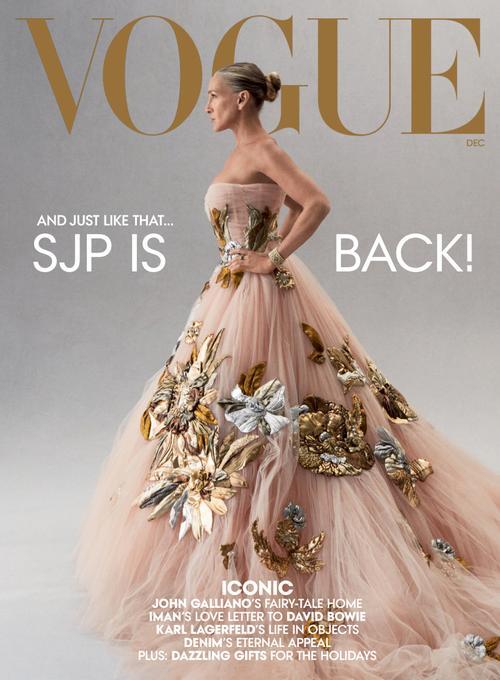 VOGUE
DEC
AND JUST LIKE THAT...
SJP IS BACK!
ICONIC
JOHN GALLIANO'S FAIRY-TALE HOME
IMAN'S LOVE LETTER TO DAVID BOWIE
KARL LAGERFELD'S LIFE IN OBJECTS
DENIM'S ETERNAL APPEAL
PLUS: DAZZLING GIFTS FOR THE HOLIDAYS